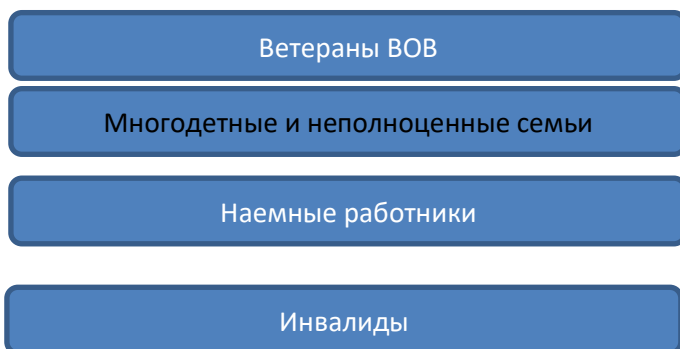 Ветераны ВОВ
Многодетные и неполноценные семьи
Наемные работники
Инвалиды